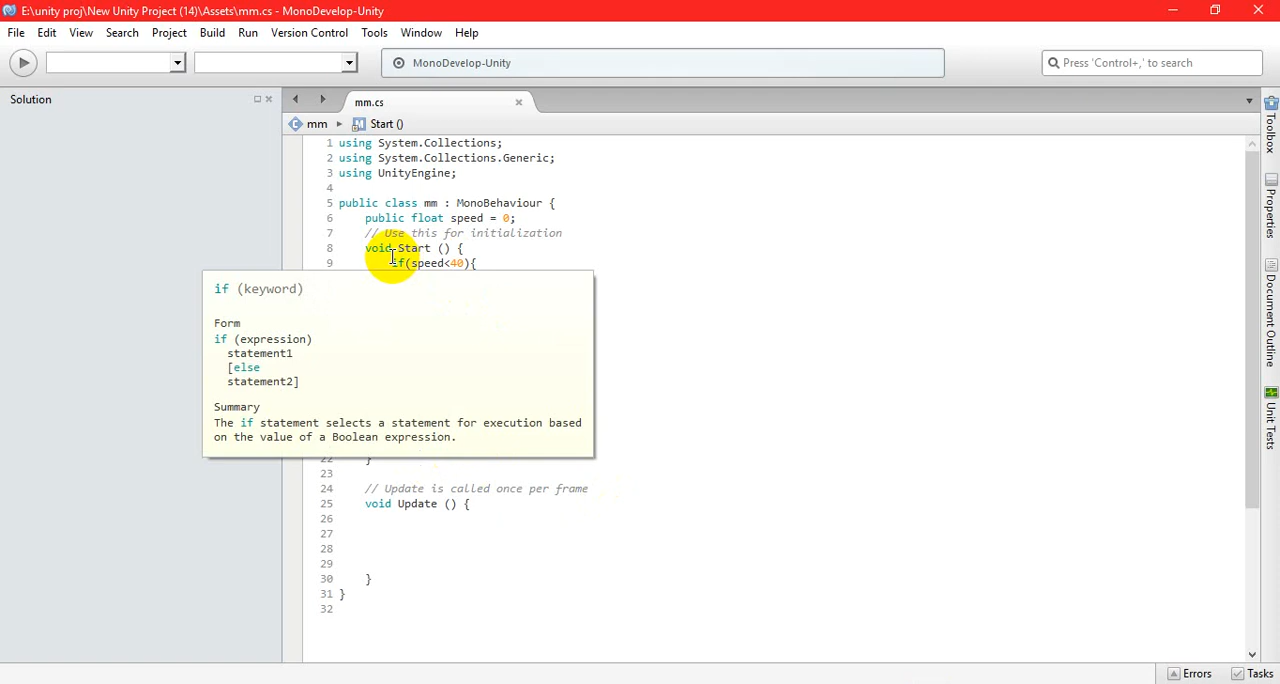 E:\unity proj\New Unity Project (14)\Assets\mm.cs - MonoDevelop-Unity
File Edit View Search Project Build Run Version Control Tools Window Help
MonoDevelop-Unity
Press 'Control+,' to search
Solution
mm.cs
mm Start ()
1 using System.Collections;
2 using System.Collections.Generic;
3 using UnityEngine;
4
5 public class mm : MonoBehaviour {
6 public float speed = 0;
7 // Use this for initialization
8 void Start () {
9 if(speed<40){
if (keyword)
Form
if (expression)
statement1
[else
statement2]
Summary
The if statement selects a statement for execution based
on the value of a Boolean expression.
22 }
23
24 // Update is called once per frame
25 void Update () {
26
27
28
29
30 }
31 }
32
Toolbox
Properties
Document Outline
Unit Tests
Errors Tasks